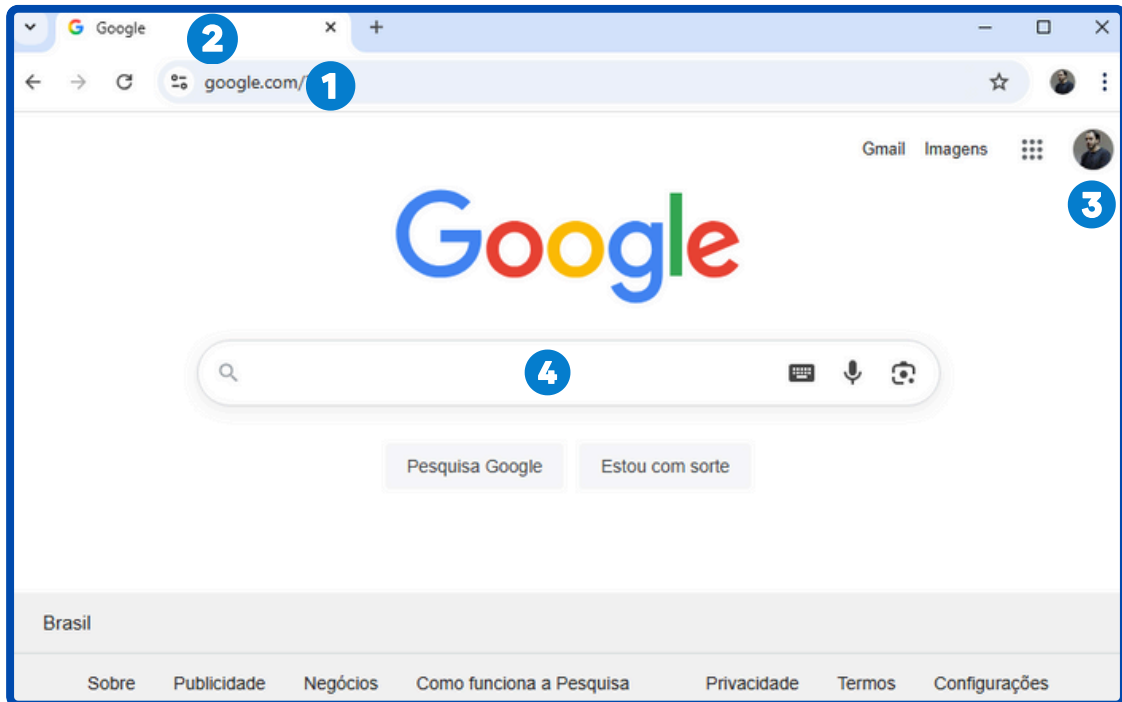 Google
2
google.com/
1
Gmail Imagens
3
Google
4
Pesquisa Google Estou com sorte
Brasil
Sobre Publicidade Negócios Como funciona a Pesquisa Privacidade Termos Configurações